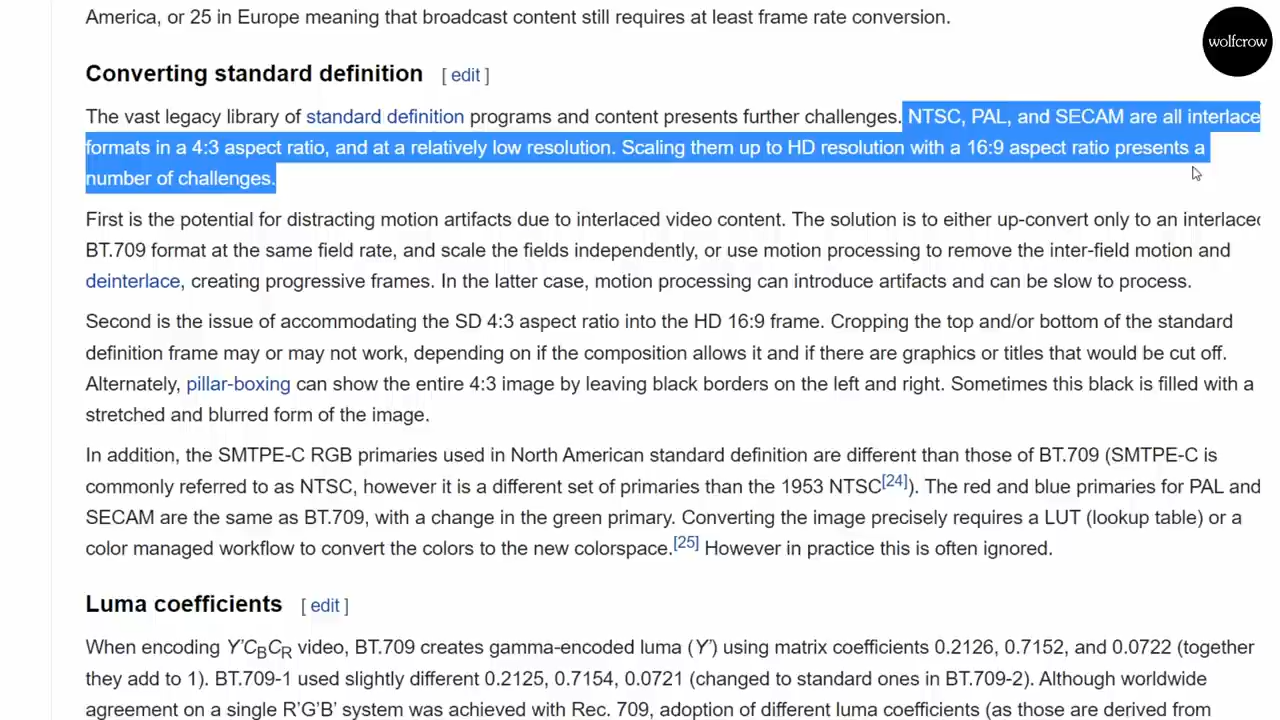 America, or 25 in Europe meaning that broadcast content still requires at least frame rate conversion.
wolfcrow
Converting standard definition [ edit ]
The vast legacy library of standard definition programs and content presents further challenges. NTSC, PAL, and SECAM are all interlace
formats in a 4:3 aspect ratio, and at a relatively low resolution. Scaling them up to HD resolution with a 16:9 aspect ratio presents a
number of challenges.
First is the potential for distracting motion artifacts due to interlaced video content. The solution is to either up-convert only to an interlaced
BT.709 format at the same field rate, and scale the fields independently, or use motion processing to remove the inter-field motion and
deinterlace, creating progressive frames. In the latter case, motion processing can introduce artifacts and can be slow to process.
Second is the issue of accommodating the SD 4:3 aspect ratio into the HD 16:9 frame. Cropping the top and/or bottom of the standard
definition frame may or may not work, depending on if the composition allows it and if there are graphics or titles that would be cut off.
Alternately, pillar-boxing can show the entire 4:3 image by leaving black borders on the left and right. Sometimes this black is filled with a
stretched and blurred form of the image.
In addition, the SMTPE-C RGB primaries used in North American standard definition are different than those of BT.709 (SMTPE-C is
commonly referred to as NTSC, however it is a different set of primaries than the 1953 NTSC[24]). The red and blue primaries for PAL and
SECAM are the same as BT.709, with a change in the green primary. Converting the image precisely requires a LUT (lookup table) or a
color managed workflow to convert the colors to the new colorspace.[25] However in practice this is often ignored.
Luma coefficients [ edit ]
When encoding Y'CBCR video, BT.709 creates gamma-encoded luma (Y') using matrix coefficients 0.2126, 0.7152, and 0.0722 (together
they add to 1). BT.709-1 used slightly different 0.2125, 0.7154, 0.0721 (changed to standard ones in BT.709-2). Although worldwide
agreement on a single R'G'B' system was achieved with Rec. 709, adoption of different luma coefficients (as those are derived from